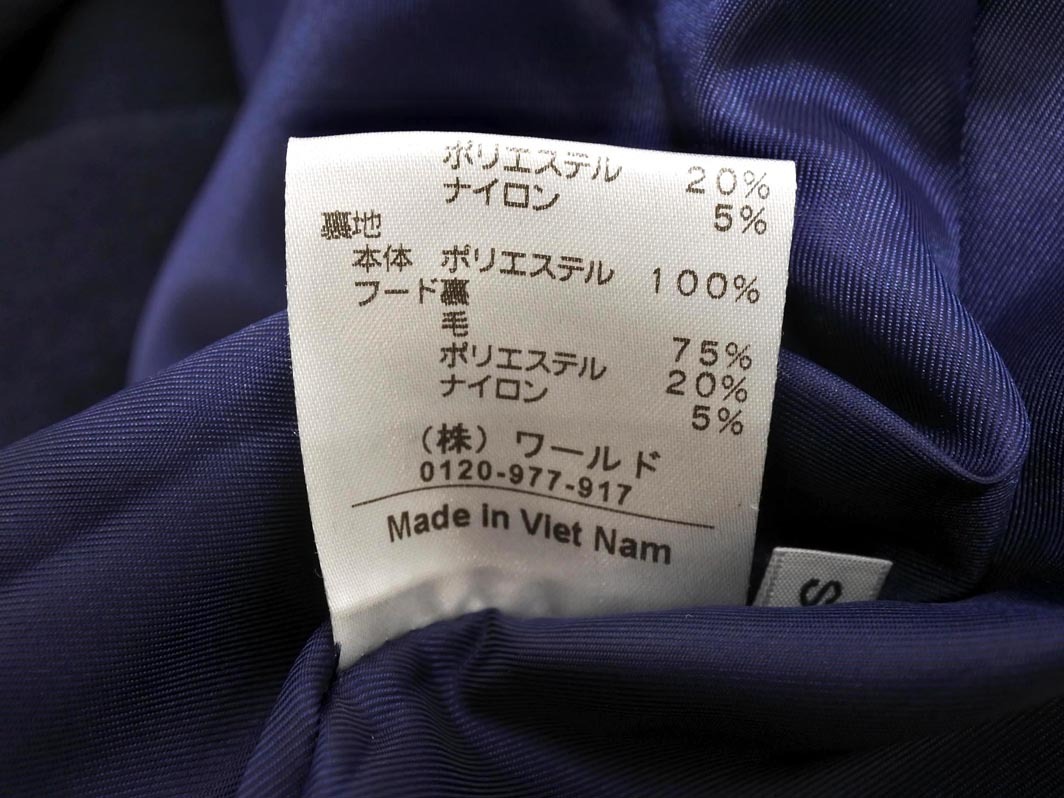 ポリエステル 20%
ナイロン 5%
裏地
本体 ポリエステル 100%
フード裏
毛 75%
ポリエステル 20%
ナイロン 5%
(株) ワールド
0120-977-917
Made in Viet Nam
S